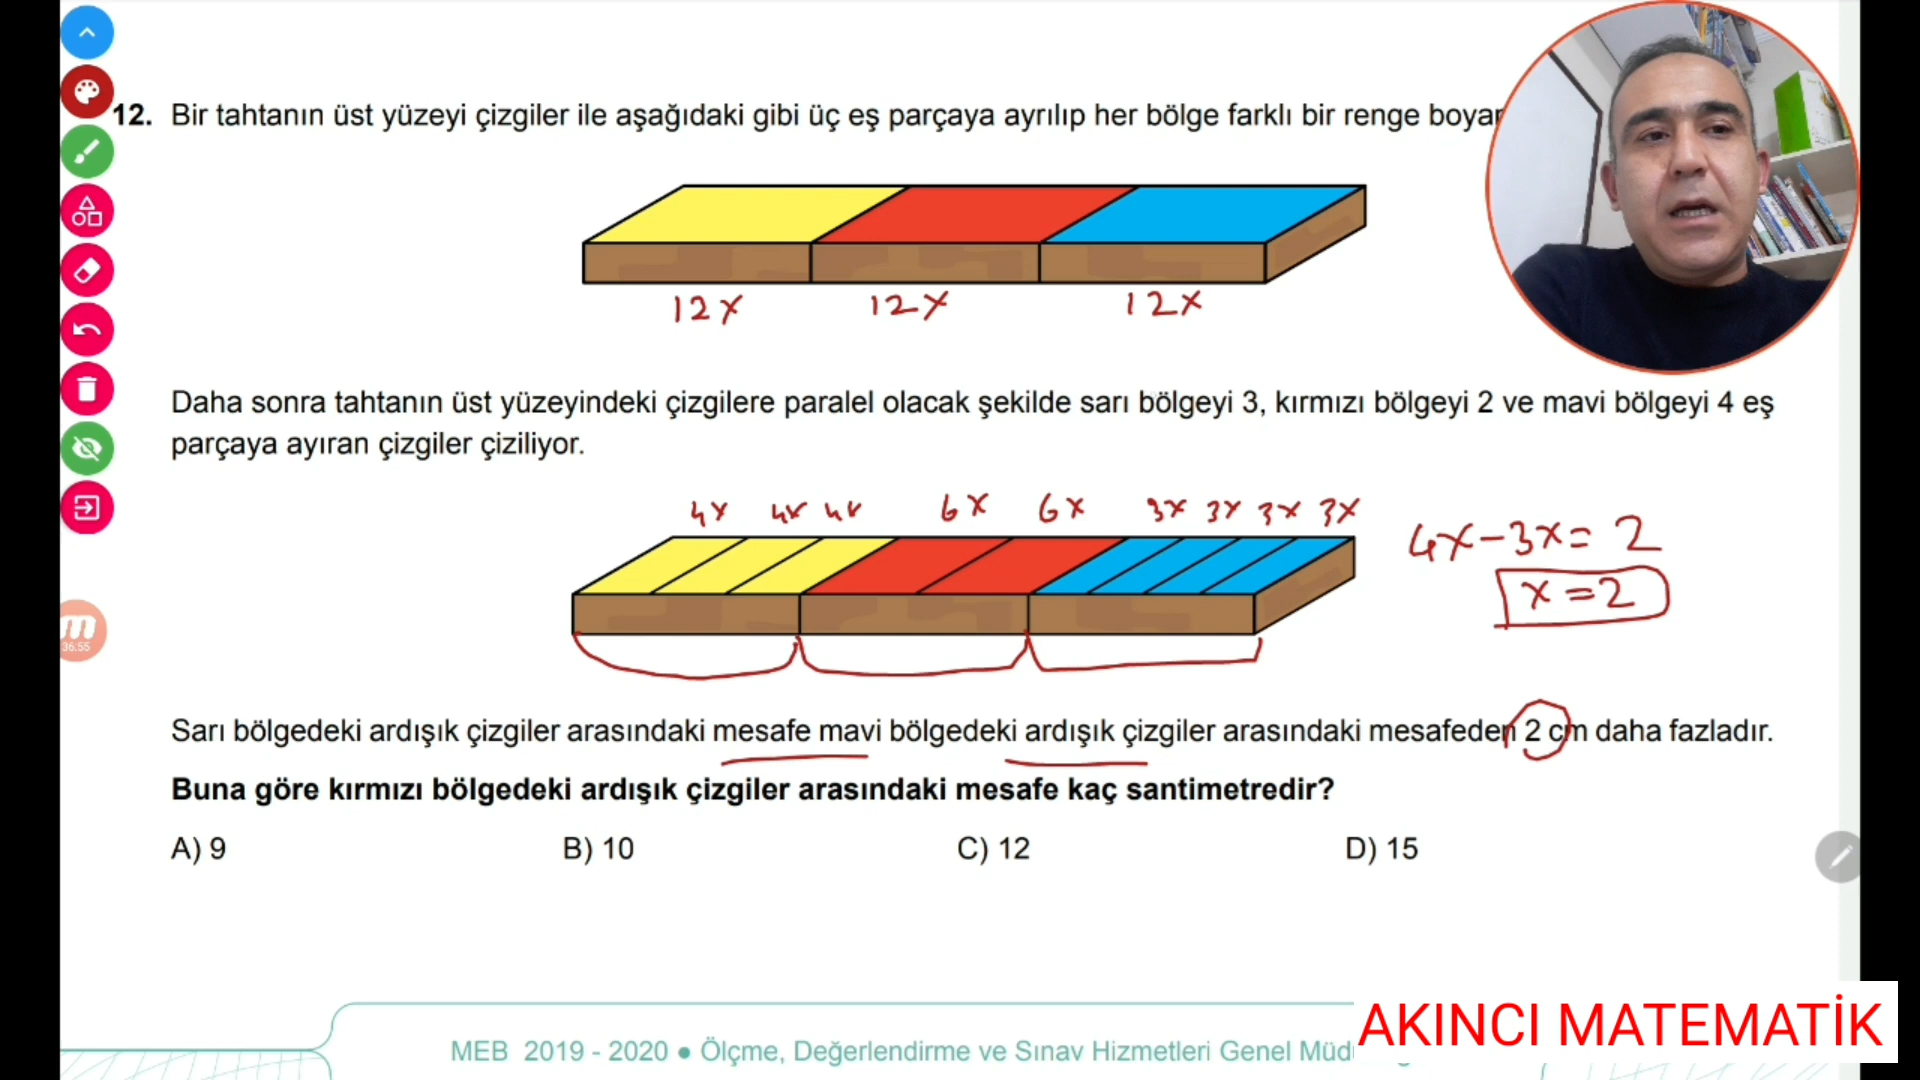 12. Bir tahtanın üst yüzeyi çizgiler ile aşağıdaki gibi üç eş parçaya ayrılıp her bölge farklı bir renge
12x 12x 12x
Daha sonra tahtanın üst yüzeyindeki çizgilere paralel olacak şekilde sarı bölgeyi 3, kırmızı bölgeyi 2 ve mavi bölgeyi 4 eş
parçaya ayıran çizgiler çiziliyor.
4x 4x 4x 6x 6x 3x 3x 3x 3x
4x-3x= 2
x=2
m
36:55
Sarı bölgedeki ardışık çizgiler arasındaki mesafe mavi bölgedeki ardışık çizgiler arasındaki mesafeden 2 cm daha fazladır.
Buna göre kırmızı bölgedeki ardışık çizgiler arasındaki mesafe kaç santimetredir?
A) 9 B) 10 C) 12 D) 15
AKINCI MATEMATİK
MEB 2019 - 2020 ● Ölçme, Değerlendirme ve Sınav Hizmetleri Genel